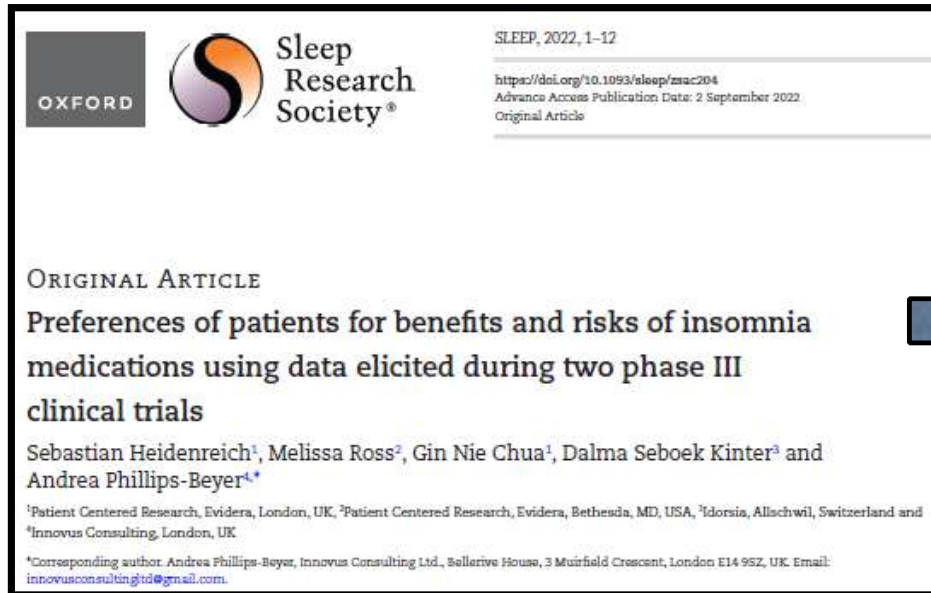 OXFORD
Sleep
Research
Society®
SLEEP, 2022, 1–12
https://doi.org/10.1093/sleep/zsac204
Advance Access Publication Date: 2 September 2022
Original Article
ORIGINAL ARTICLE
Preferences of patients for benefits and risks of insomnia
medications using data elicited during two phase III
clinical trials
Sebastian Heidenreich¹, Melissa Ross², Gin Nie Chua¹, Dalma Seboek Kinter³ and
Andrea Phillips-Beyer⁴,*
¹Patient Centered Research, Evidera, London, UK, ²Patient Centered Research, Evidera, Bethesda, MD, USA, ³Idorsia, Allschwil, Switzerland and
⁴Innovus Consulting, London, UK
*Corresponding author. Andrea Phillips-Beyer, Innovus Consulting Ltd., Bellerive House, 3 Muirfield Crescent, London E14 9SZ, UK. Email:
innovusconsultingltd@gmail.com.